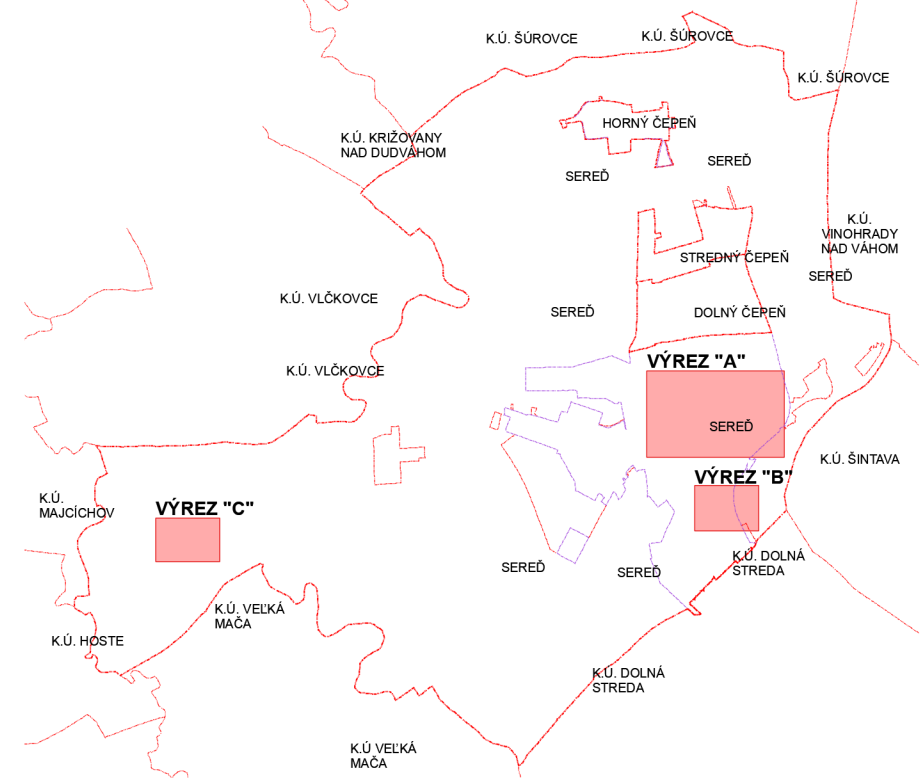 K.Ú. ŠÚROVCE
K.Ú. ŠÚROVCE
K.Ú. ŠÚROVCE
HORNÝ ČEPEŇ
K.Ú. KRIŽOVANY
NAD DUDVÁHOM
SEREĎ
SEREĎ
K.Ú.
VINOHRADY
NAD VÁHOM
STREDNÝ ČEPEŇ
SEREĎ
K.Ú. VLČKOVCE
SEREĎ
DOLNÝ ČEPEŇ
VÝREZ "A"
K.Ú. VLČKOVCE
SEREĎ
K.Ú. ŠINTAVA
VÝREZ "B"
K.Ú.
MAJCÍCHOV
VÝREZ "C"
K.Ú. DOLNÁ
STREDA
SEREĎ
SEREĎ
K.Ú. VEĽKÁ
MAČA
K.Ú. HOSTE
K.Ú. DOLNÁ
STREDA
K.Ú VEĽKÁ
MAČA